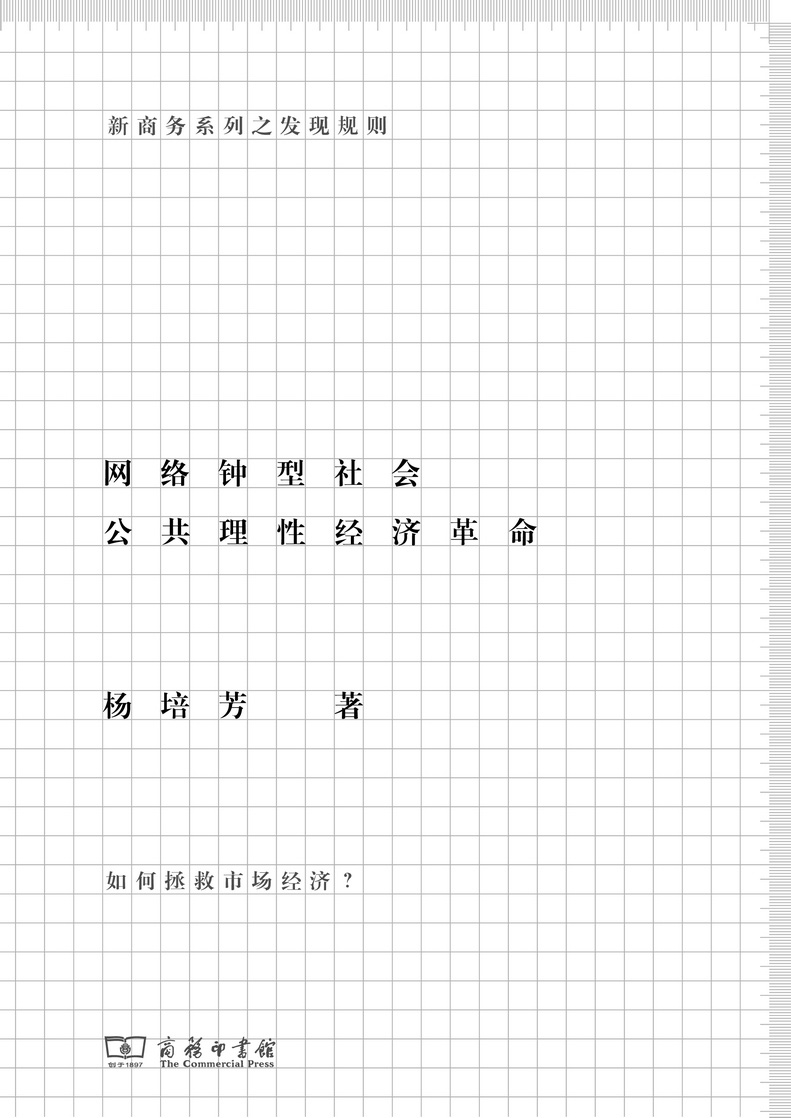 新商务系列之发现规则
网络钟型社会
公共理性经济革命
杨培芳 著
如何拯救市场经济？
商務印書館
创于1897 The Commercial Press